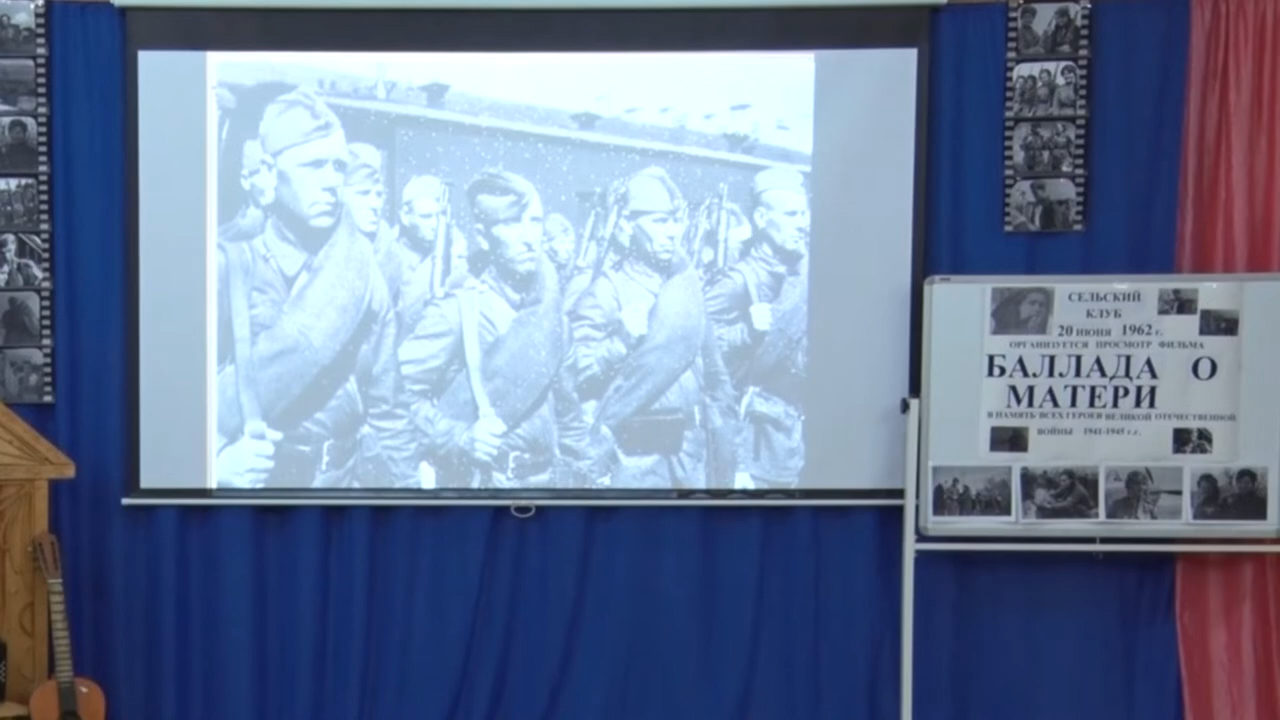 СЕЛЬСКИЙ
КЛУБ
20 ИЮНЯ 1962 г.
ОРГАНИЗУЕТСЯ ПРОСМОТР ФИЛЬМА
БАЛЛАДА О
МАТЕРИ
В ПАМЯТЬ ВСЕХ ГЕРОЕВ ВЕЛИКОЙ ОТЕЧЕСТВЕННОЙ
ВОЙНЫ 1941-1945 г.г.